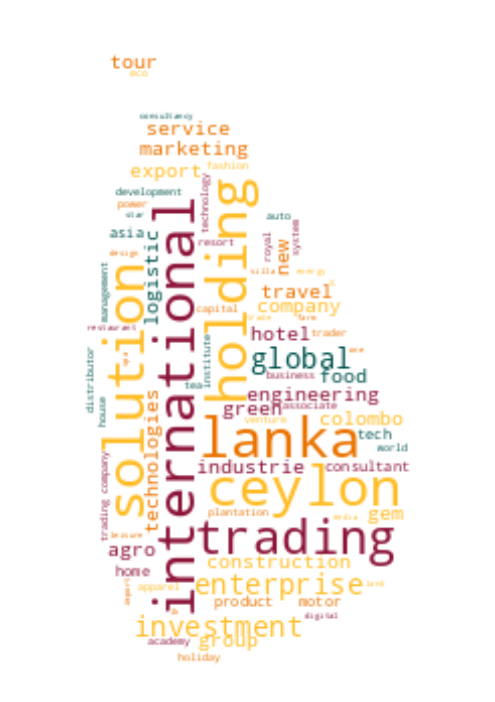 tour
eco
consultancy
service
marketing
export
fashion
development
power
star
asia
design
technology
resort
auto
royal
system
new
villa
energy
management
logistic
solution
international
holding
travel
company
capital
trade
farm
restaurant
hotel
trader
global
one
spa
institute
business
food
distributor
tea
engineering
house
green
associate
venture
colombo
technologies
lanka
tech
world
industrie
consultant
trading company
ceylon
plantation
media
gem
leisure
trading
agro
construction
home
enterprise
land
import
apparel
product
motor
digital
investment
group
academy
holiday